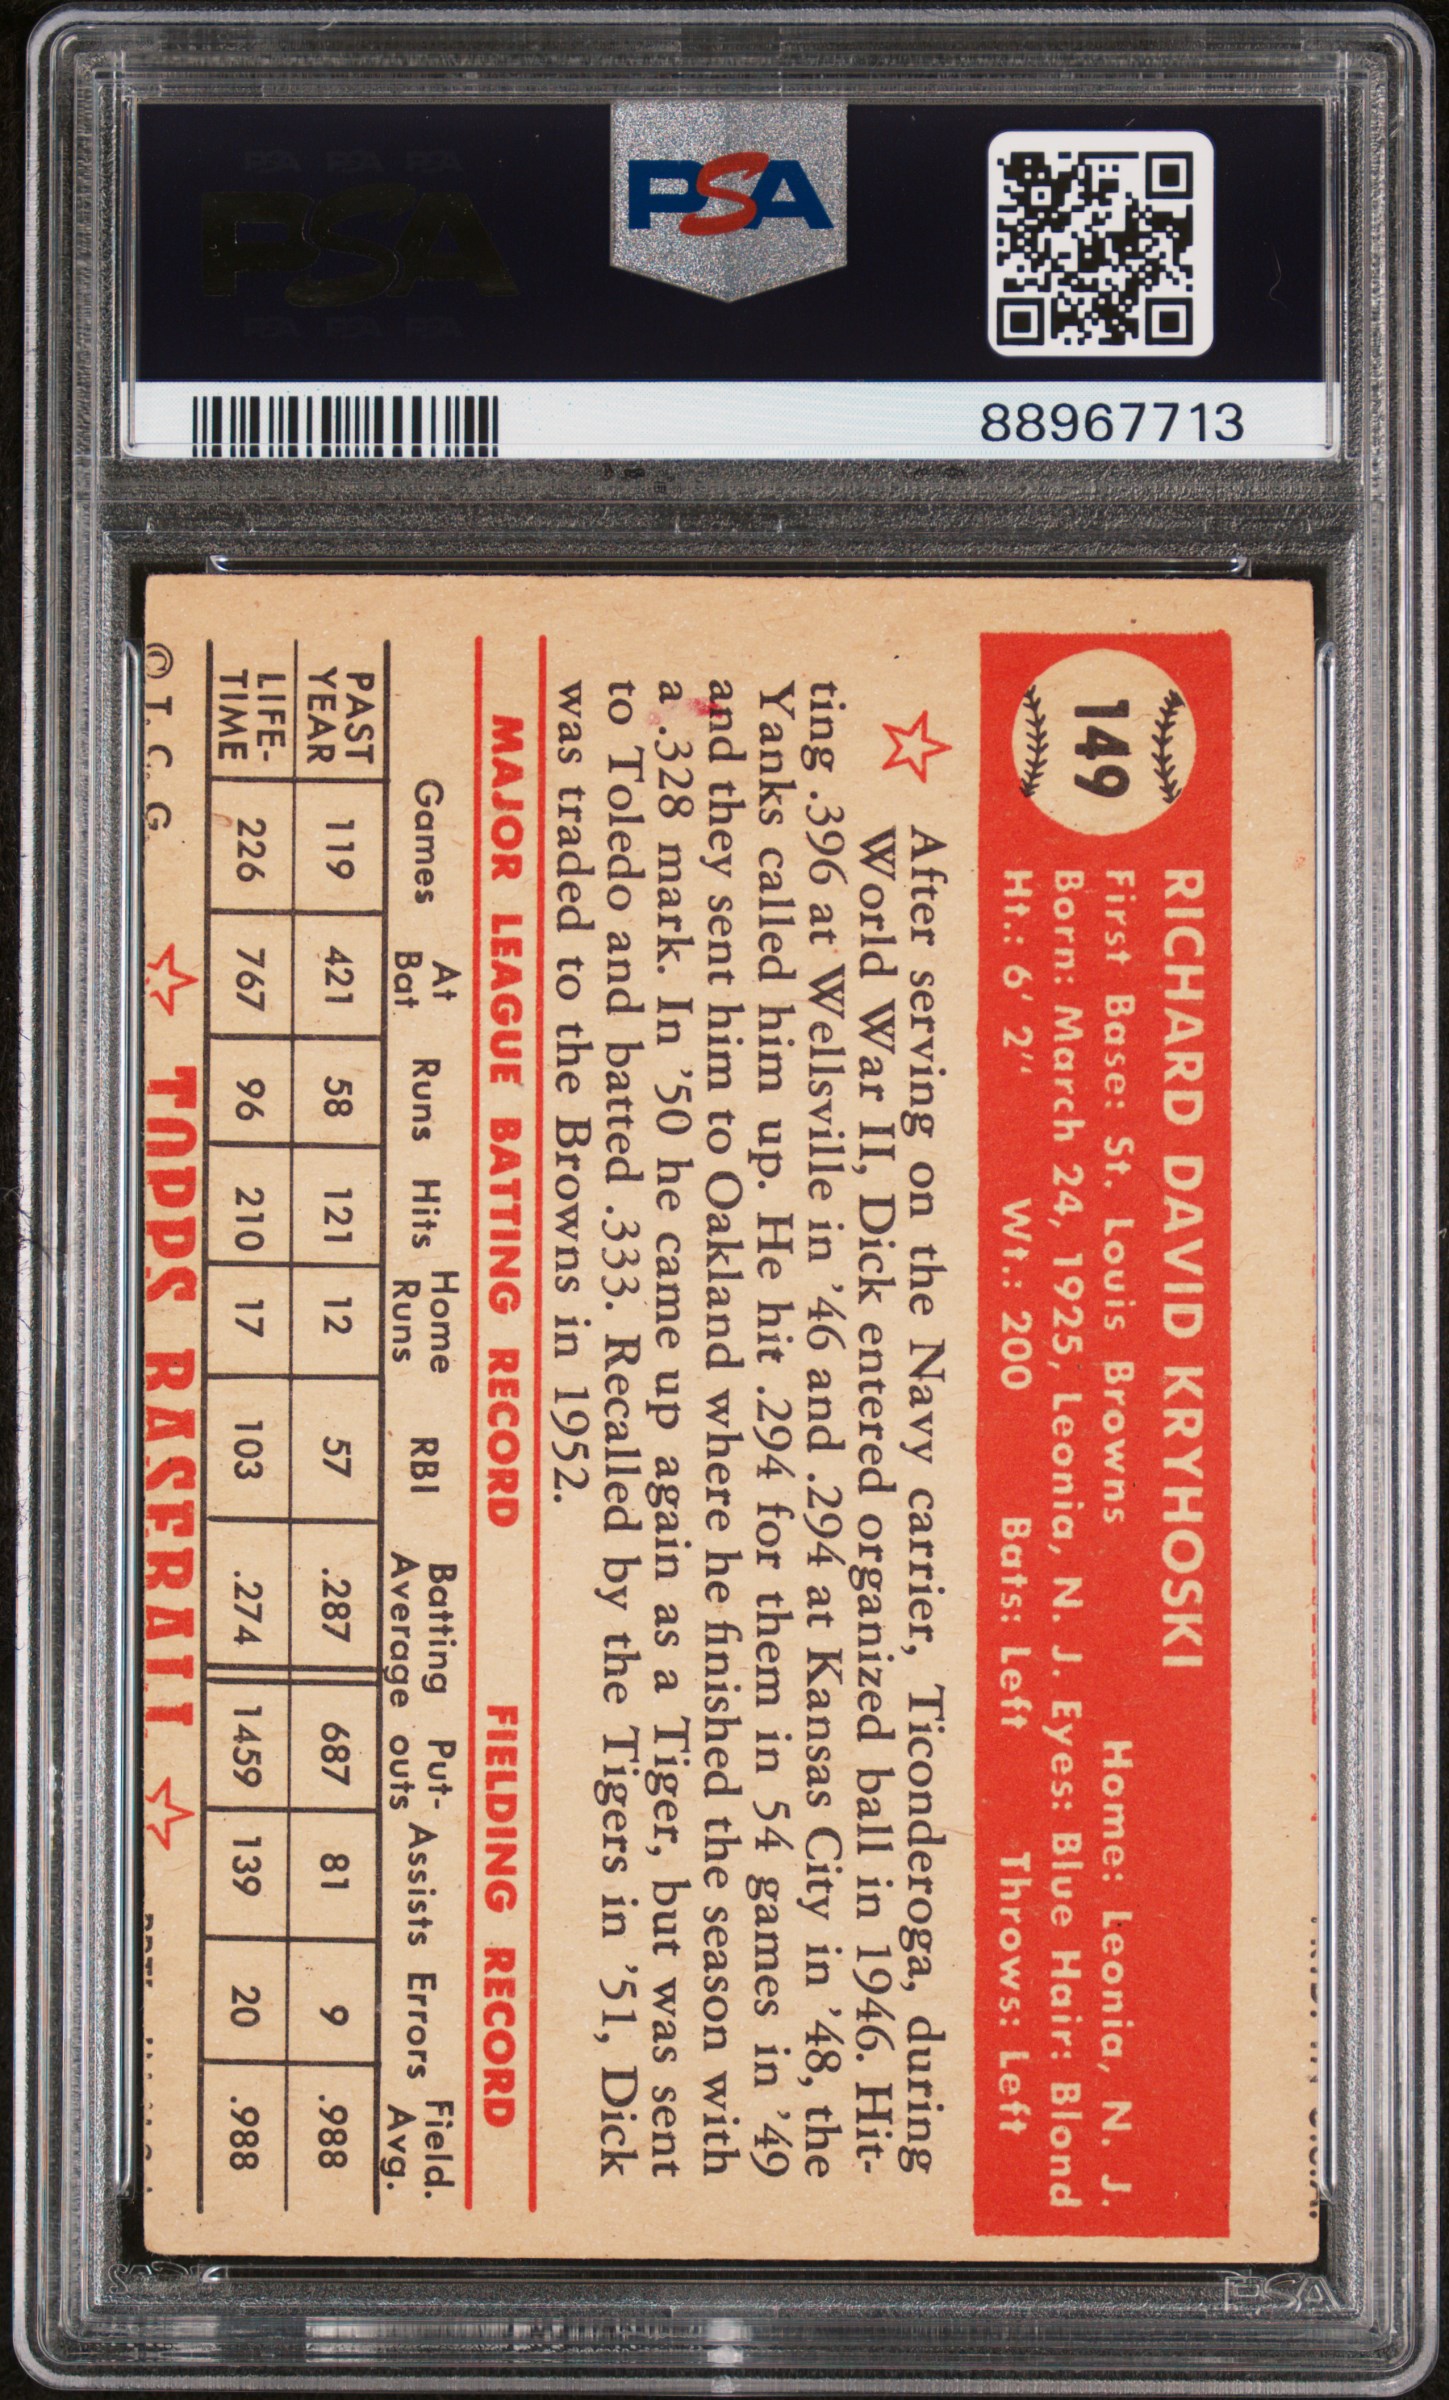 PSA PSA PSA
PSA
PSA PSA PSA
PSA
88967713
149
RICHARD DAVID KRYHOSKI
First Base: St. Louis Browns Home: Leonia, N. J.
Born: March 24, 1925, Leonia, N. J. Eyes: Blue Hair: Blond
Ht.: 6' 2" Wt.: 200 Bats: Left Throws: Left
After serving on the Navy carrier, Ticonderoga, during
World War II, Dick entered organized ball in 1946. Hit-
ting .396 at Wellsville in '46 and .294 at Kansas City in '48, the
Yanks called him up. He hit .294 for them in 54 games in '49
and they sent him to Oakland where he finished the season with
a .328 mark. In '50 he came up again as a Tiger, but was sent
to Toledo and batted .333. Recalled by the Tigers in '51, Dick
was traded to the Browns in 1952.
MAJOR LEAGUE BATTING RECORD FIELDING RECORD
Games At Bat Runs Hits Home Runs RBI Batting Average Put-outs Assists Errors Field. Avg.
PAST YEAR 119 421 58 121 12 57 .287 687 81 9 .988
LIFE-TIME 226 767 96 210 17 103 .274 1459 139 20 .988
© T. C. G. TOPPS BASEBALL
PSA
PSA